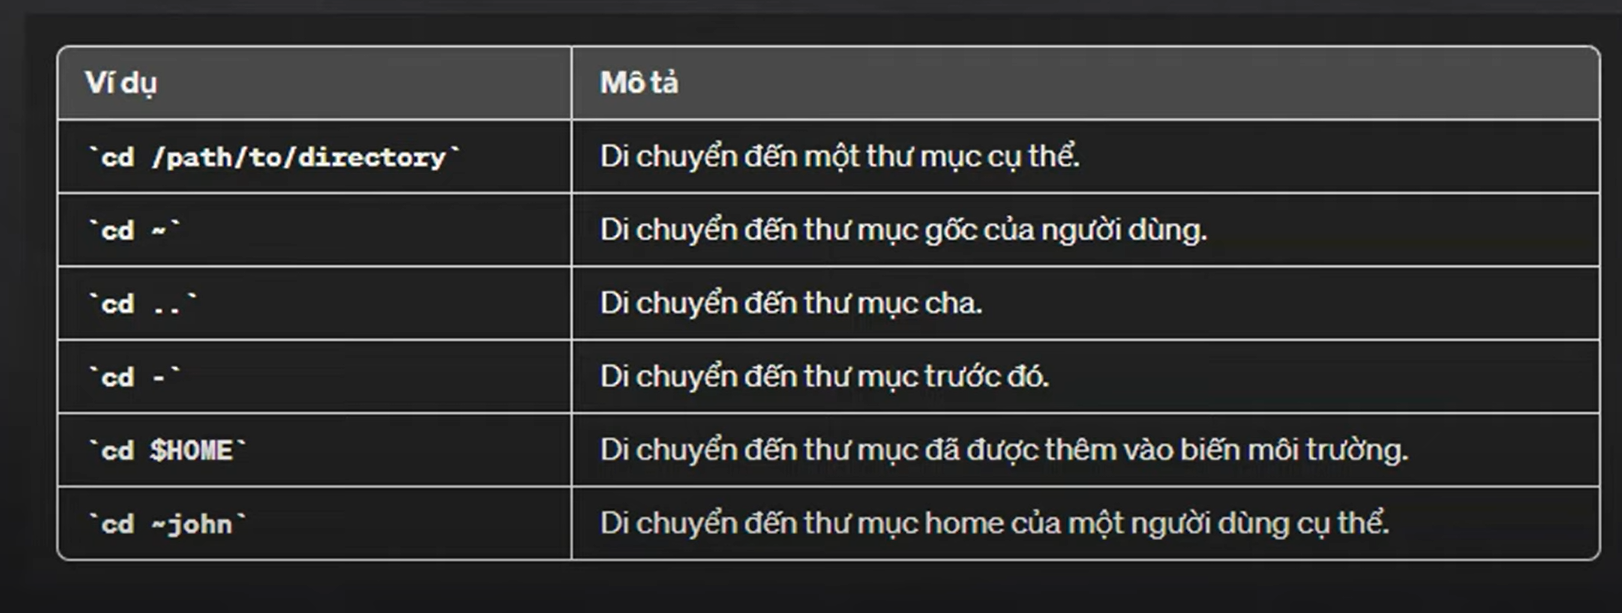 Ví dụ Mô tả
`cd /path/to/directory` Di chuyển đến một thư mục cụ thể.
`cd ~` Di chuyển đến thư mục gốc của người dùng.
`cd ..` Di chuyển đến thư mục cha.
`cd -` Di chuyển đến thư mục trước đó.
`cd $HOME` Di chuyển đến thư mục đã được thêm vào biến môi trường.
`cd ~john` Di chuyển đến thư mục home của một người dùng cụ thể.